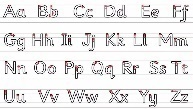 Aa Bb Cc Dd Ee Ff
Gg Hh Ii Jj Kk Ll Mm
Nn Oo Pp Qq Rr Ss Tt
Uu Vv Ww Xx Yy Zz